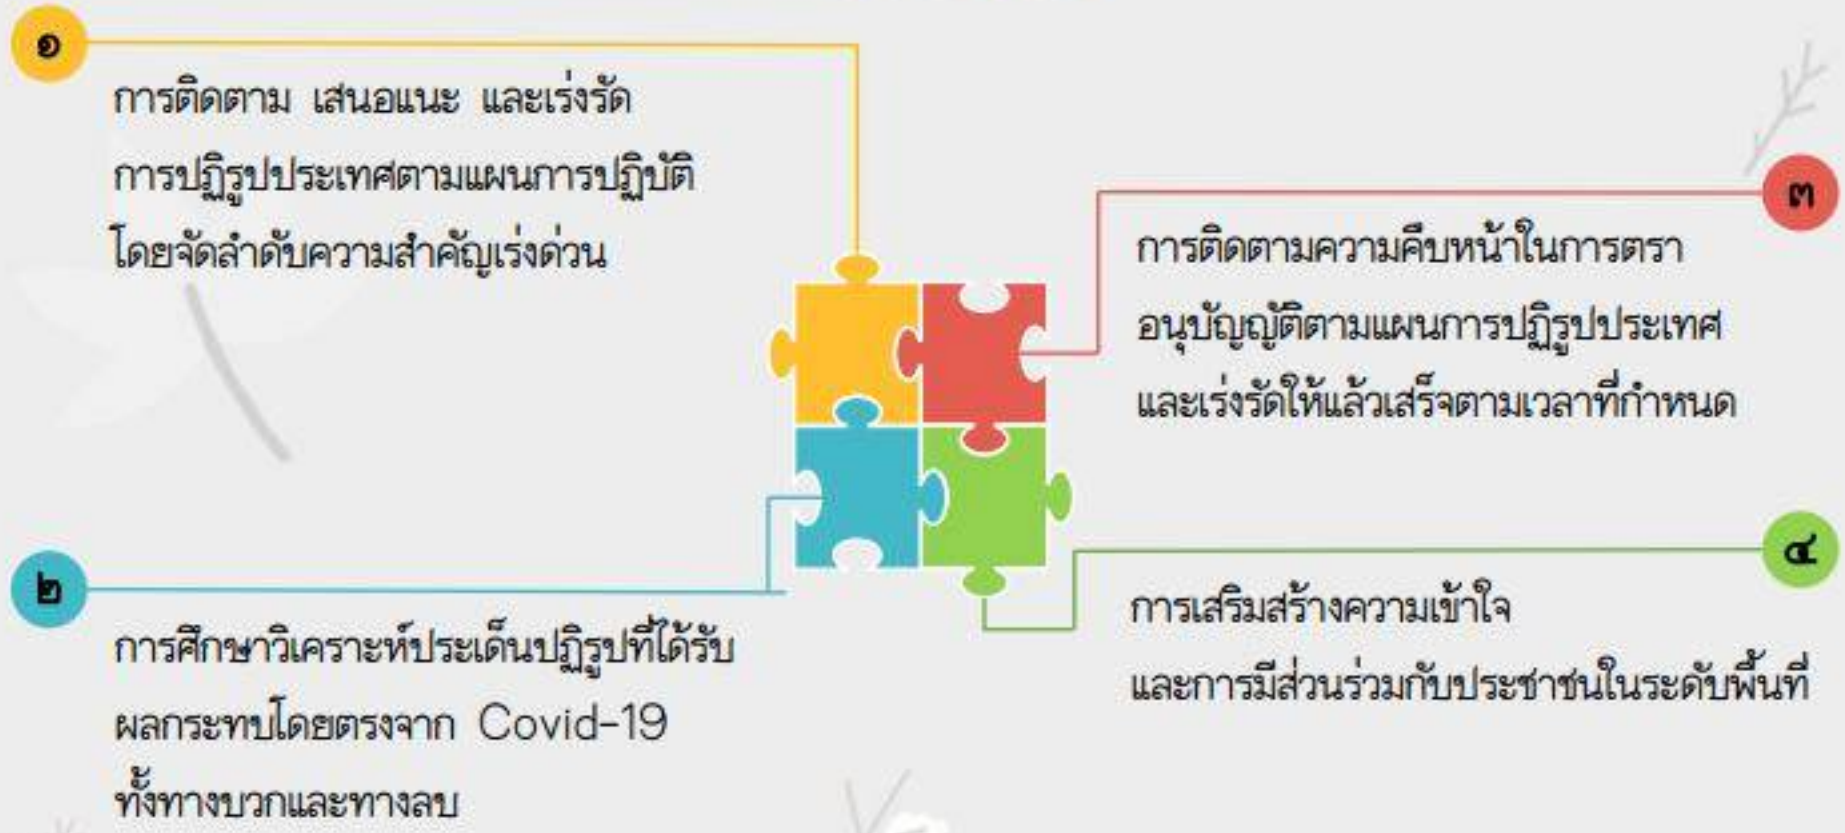 ๑
การติดตาม เสนอแนะ และเร่งรัด
การปฏิรูปประเทศตามแผนการปฏิบัติ
โดยจัดลำดับความสำคัญเร่งด่วน
๒
การศึกษาวิเคราะห์ประเด็นปฏิรูปที่ได้รับ
ผลกระทบโดยตรงจาก Covid-19
ทั้งทางบวกและทางลบ
๓
การติดตามความคืบหน้าในการตรา
อนุบัญญัติตามแผนการปฏิรูปประเทศ
และเร่งรัดให้แล้วเสร็จตามเวลาที่กำหนด
๔
การเสริมสร้างความเข้าใจ
และการมีส่วนร่วมกับประชาชนในระดับพื้นที่